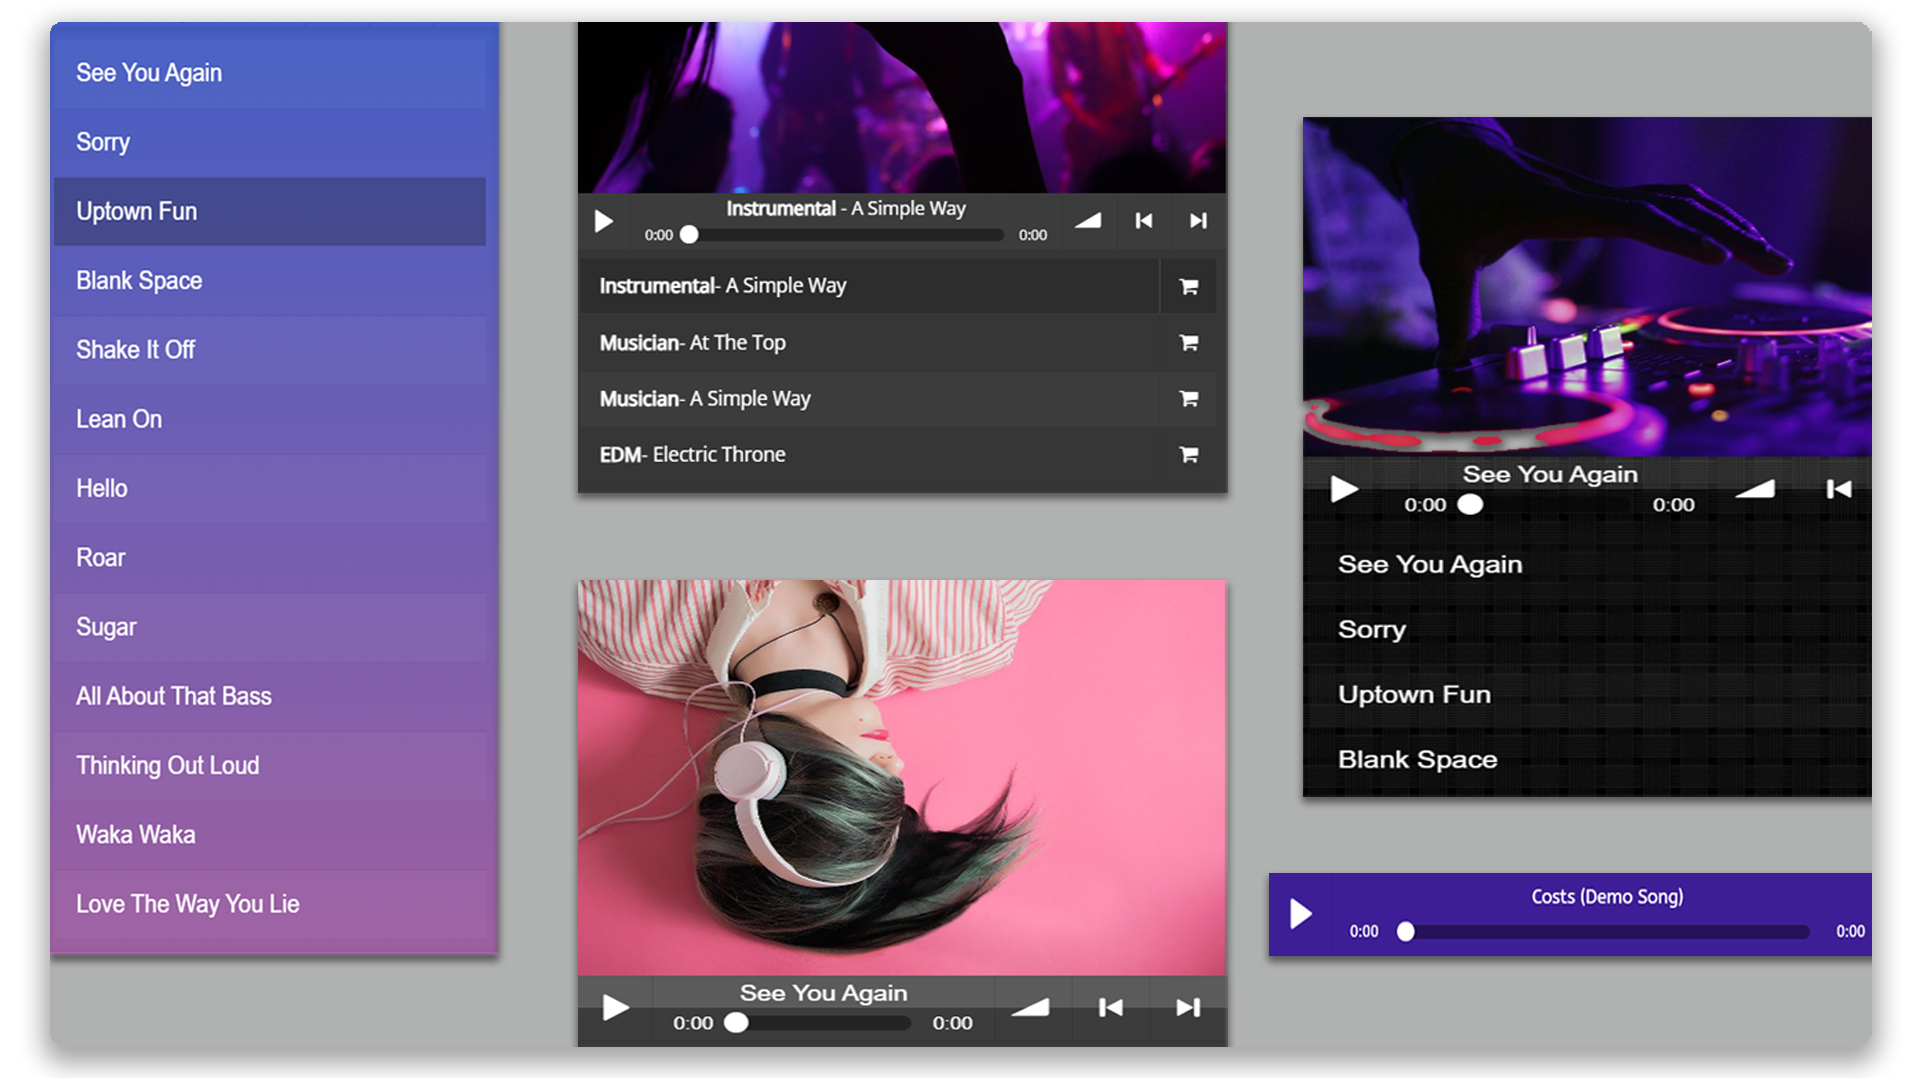 See You Again
Sorry
Uptown Fun
Blank Space
Shake It Off
Lean On
Hello
Roar
Sugar
All About That Bass
Thinking Out Loud
Waka Waka
Love The Way You Lie
Instrumental - A Simple Way
0:00 0:00
Instrumental- A Simple Way
Musician- At The Top
Musician- A Simple Way
EDM- Electric Throne
See You Again
0:00 0:00
See You Again
0:00 0:00
See You Again
Sorry
Uptown Fun
Blank Space
Costs (Demo Song)
0:00 0:00